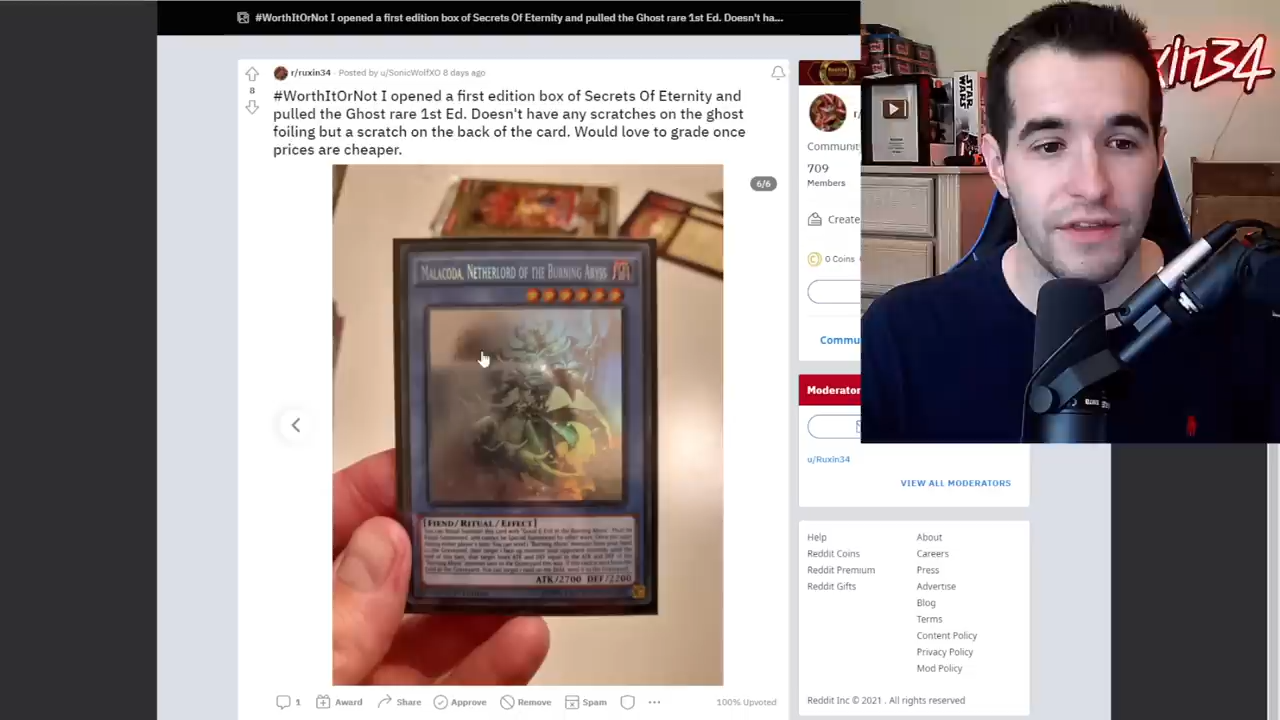 #WorthItOrNot I opened a first edition box of Secrets Of Eternity and pulled the Ghost rare 1st Ed. Doesn't ha...
r/ruxin34 · Posted by u/SonicWolfXO 8 days ago
8
#WorthItOrNot I opened a first edition box of Secrets Of Eternity and
pulled the Ghost rare 1st Ed. Doesn't have any scratches on the ghost
foiling but a scratch on the back of the card. Would love to grade once
prices are cheaper.
6/6
MALACODA, NETHERLORD OF THE BURNING ABYSS
[FIEND/RITUAL/EFFECT]
ATK/2700 DEF/2200
1 Award Share Approve Remove Spam ... 100% Upvoted
709
Members
0 Coins
VIEW ALL MODERATORS
u/Ruxin34
Help About
Reddit Coins Careers
Reddit Premium Press
Reddit Gifts Advertise
Blog
Terms
Content Policy
Privacy Policy
Mod Policy
Reddit Inc © 2021 . All rights reserved
STAR
WARS